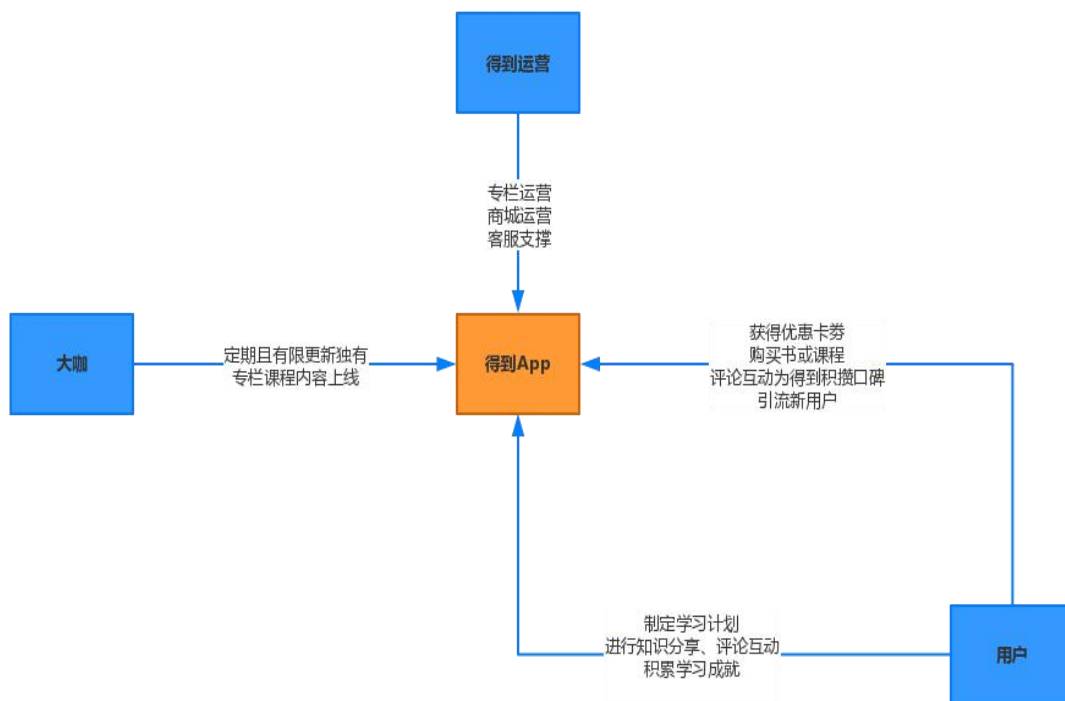 得到运营
专栏运营
商城运营
客服支撑
大咖
定期且有限更新独有
专栏课程内容上线
得到App
获得优惠卡劵
购买书或课程
评论互动为得到积攒口碑
引流新用户
制定学习计划
进行知识分享、评论互动
积累学习成就
用户